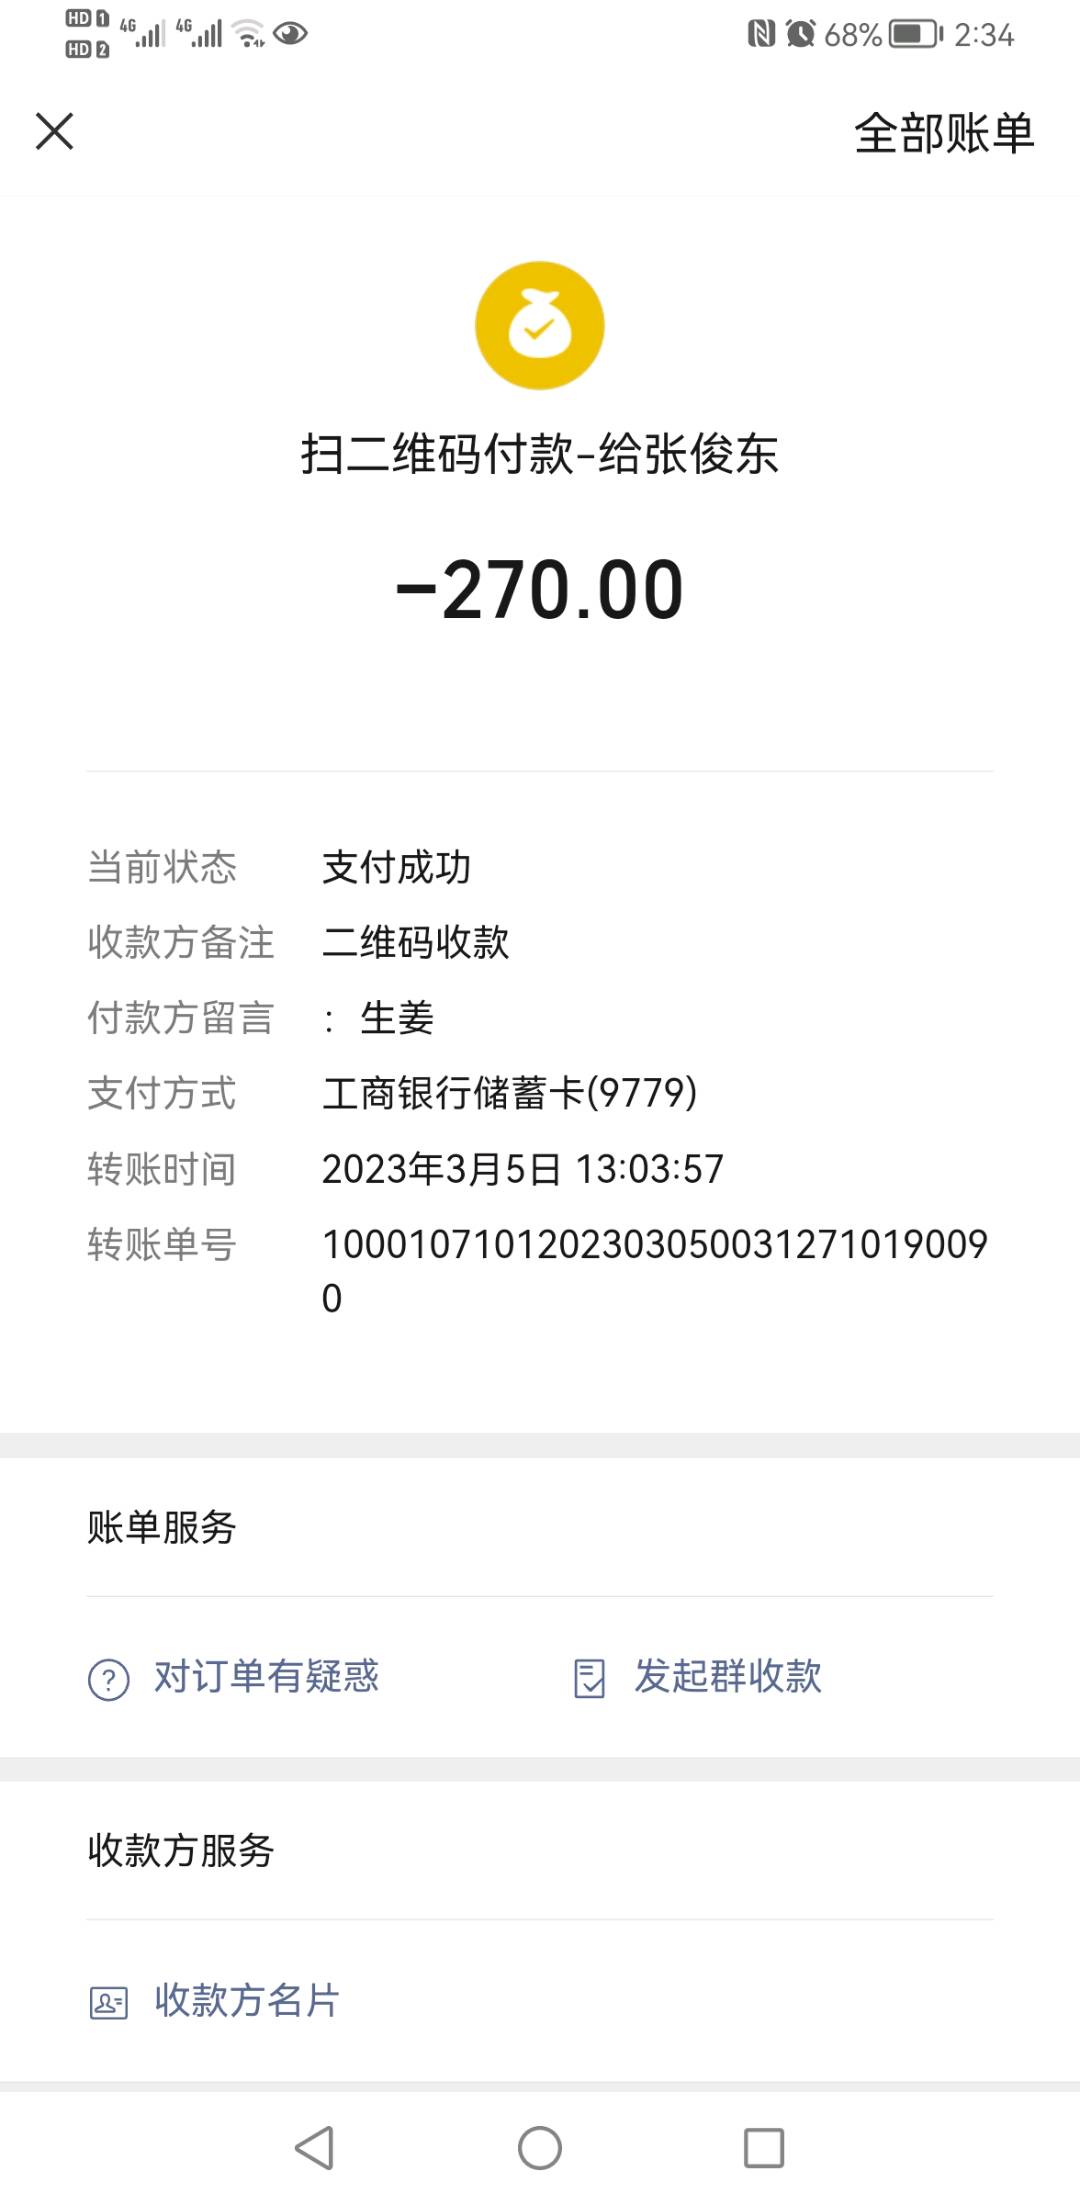 HD 1 4G 4G 68% 2:34
HD 2
全部账单
扫二维码付款-给张俊东
-270.00
当前状态 支付成功
收款方备注 二维码收款
付款方留言 : 生姜
支付方式 工商银行储蓄卡(9779)
转账时间 2023年3月5日 13:03:57
转账单号 1000107101202303050031271019009
0
账单服务
对订单有疑惑 发起群收款
收款方服务
收款方名片